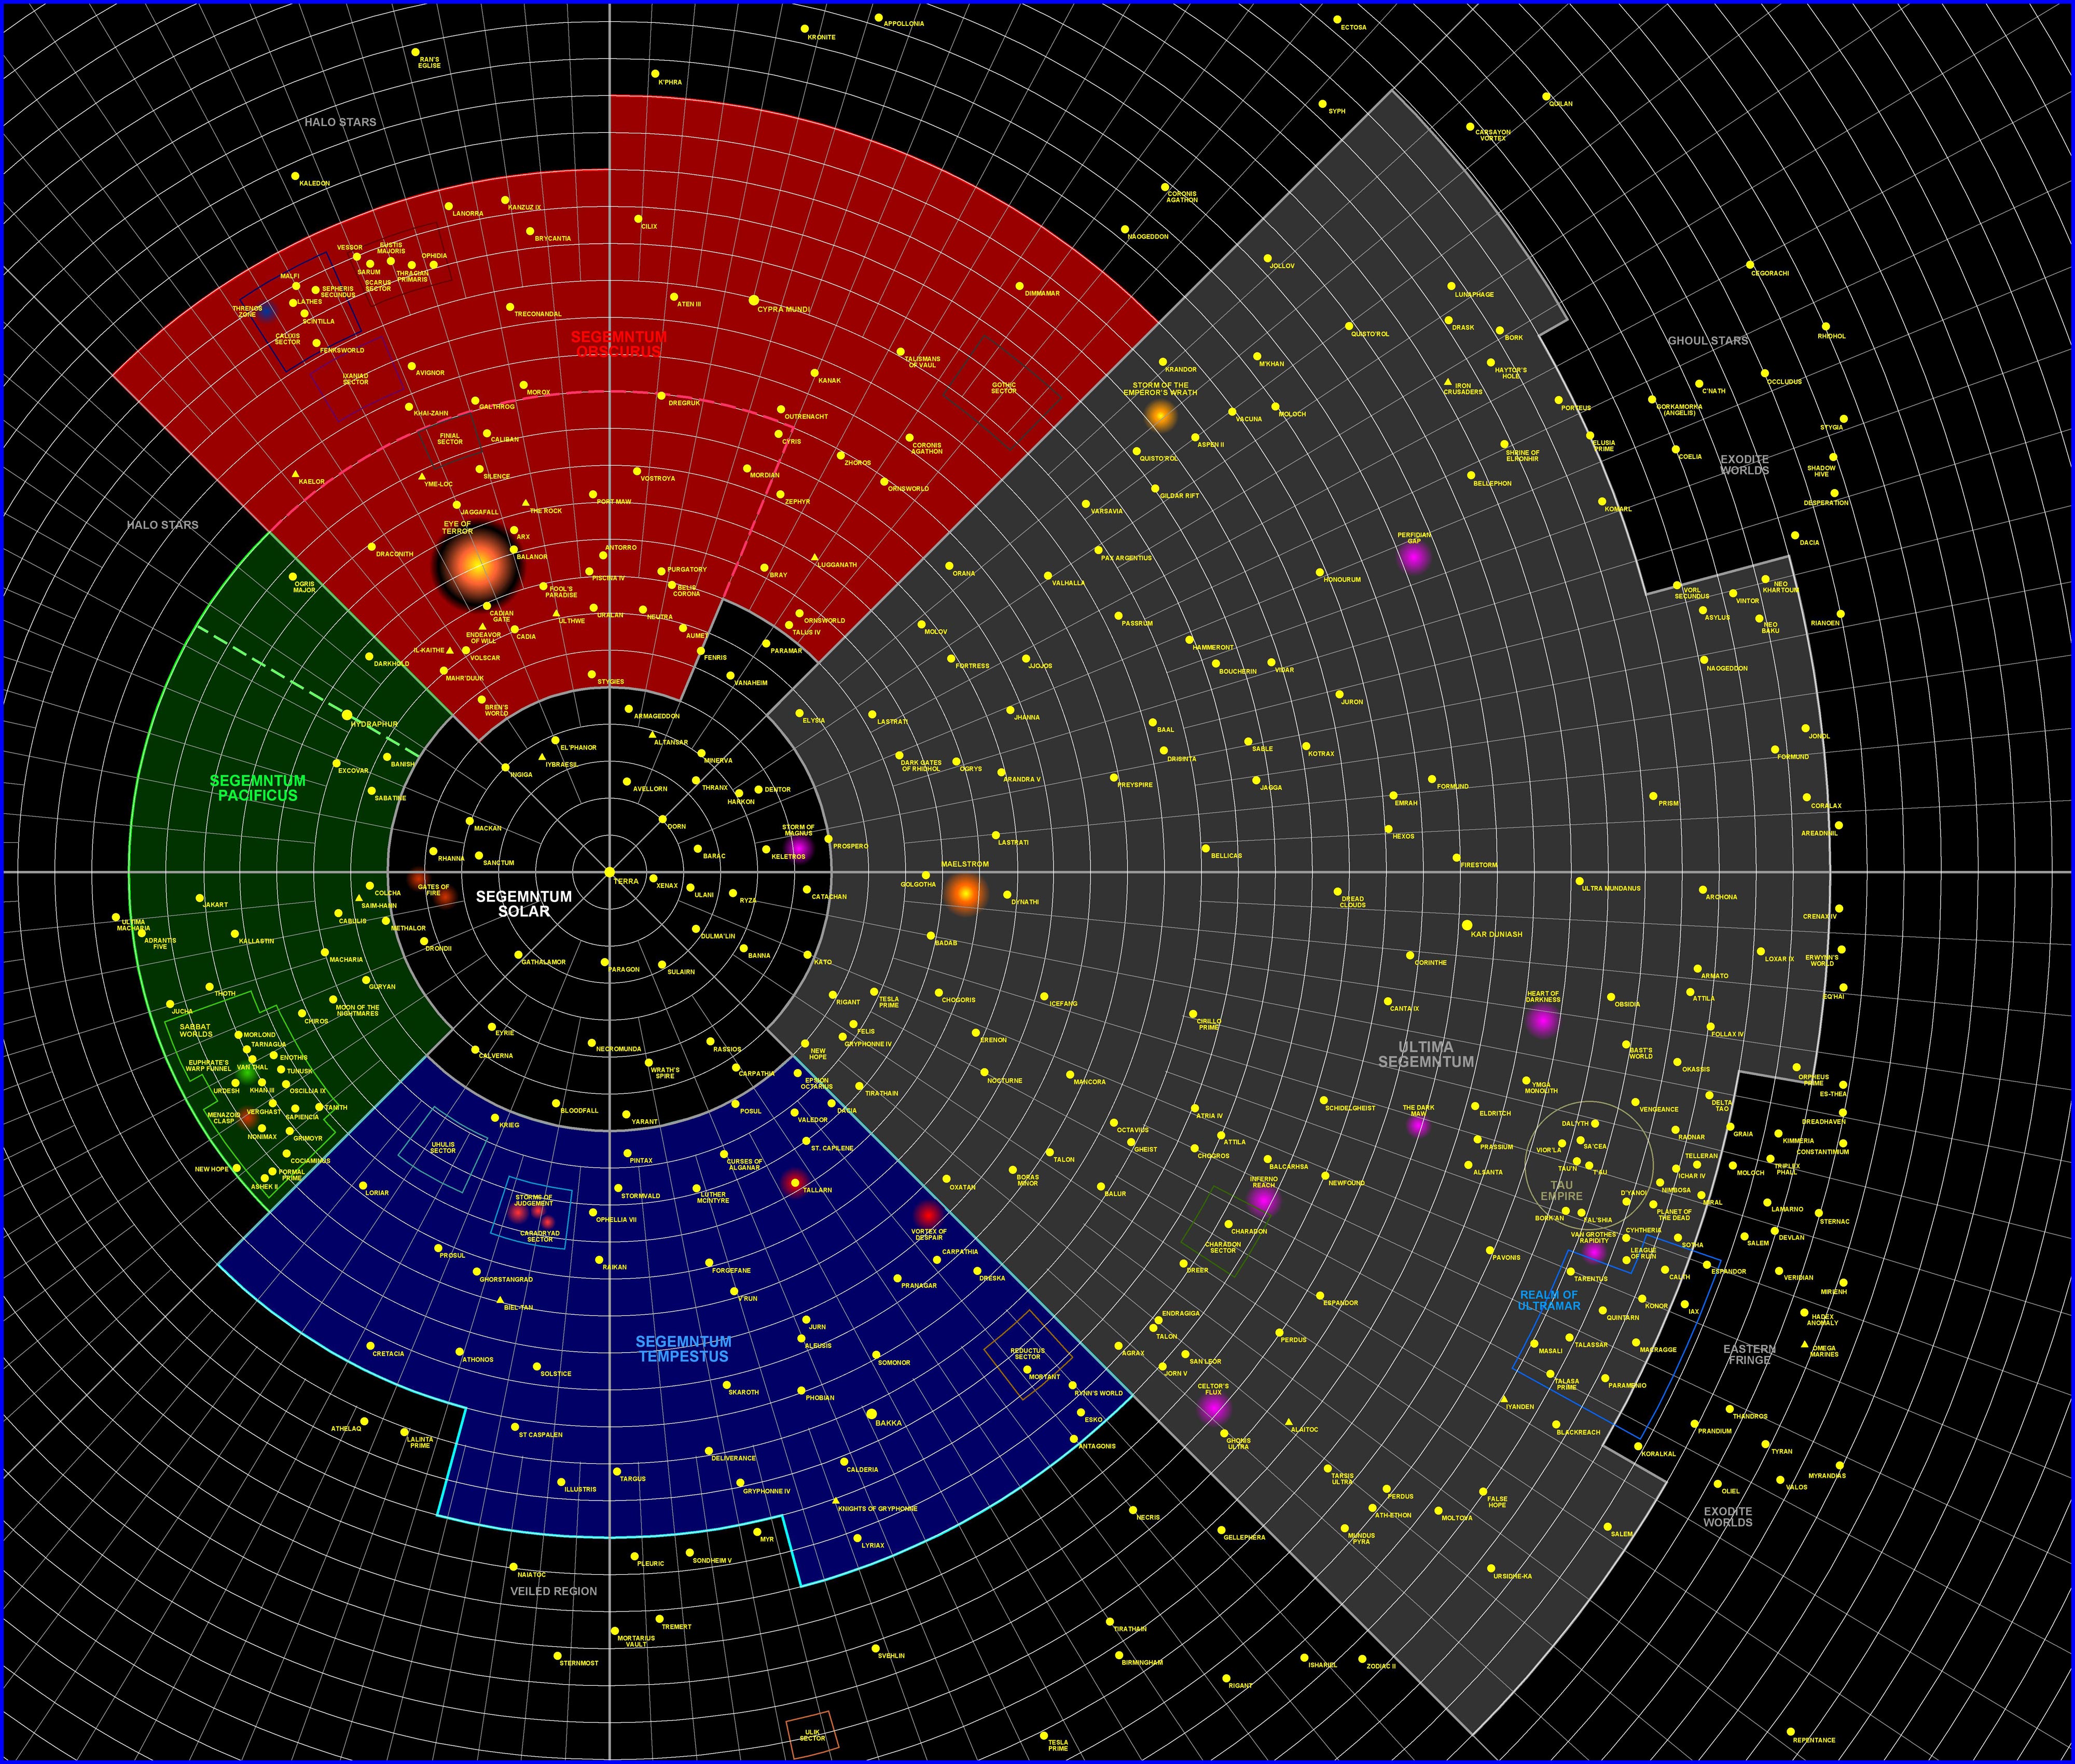 APPOLLONIA
KRONITE
ECTOSA
RAN'S
EGLISE
K'PHRA
QUILAN
SYPH
HALO STARS
CARSAYON
VORTEX
KALEDON
CORONIS
AGATHON
LANORRA
KANZUZ IX
CILIX
BRYCANTIA
NAOGEDDON
VESSOR
EUSTIS
MAJORIS
OPHIDIA
SARUM
THRACIAN
PRIMARIS
SCARUS
SECTOR
JOLLOV
CEGORACHI
MALFI
SEPHERIS
SECUNDUS
LATHES
THRENOS
ZONE
SCINTILLA
CALIXIS
SECTOR
FENKSWORLD
DIMMAMAR
LUNAPHAGE
ATEN III
CYPRA MUNDI
TRECONANDAL
SEGEMNTUM
OBSCURUS
QUISTO'ROL
DRASK
BORK
RHIDHOL
GHOUL STARS
TALISMANS
OF VAUL
KRANDOR
M'KHAN
HAYTOR'S
HOLE
IXANIAD
SECTOR
AVIGNOR
KANAK
GOTHIC
SECTOR
STORM OF THE
EMPEROR'S WRATH
IRON
CRUSADERS
C'NATH
OCCLUDUS
MOROX
DREGRUK
KHAI-ZAHN
GALTHROG
OUTRENACHT
VACUNA
MOLOCH
PORTEUS
GORKAMORKA
(ANGELIS)
STYGIA
FINIAL
SECTOR
CALIBAN
CYRIS
CORONIS
AGATHON
ASPEN II
ELUSIA
PRIME
SHRINE OF
ELRONHIR
COELIA
QUISTO'ROL
ZHOROS
EXODITE
WORLDS
SHADOW
HIVE
KAELOR
YME-LOC
SILENCE
VOSTROYA
MORDIAN
ORNSWORLD
BELLEPHON
GILDAR RIFT
DESPERATION
JAGGAFALL
THE ROCK
PORT MAW
ZEPHYR
VARSAVIA
KOMARL
HALO STARS
EYE OF
TERROR
ARX
PERFIDIAN
GAP
DACIA
DRACONITH
BALANOR
ANTORRO
PAX ARGENTIUS
LUGGANATH
OGRIS
MAJOR
PISCINA IV
PURGATORY
BRAY
ORANA
VALHALLA
HONOURUM
VORL
SECUNDUS
NEO
KHARTOUM
FOOL'S
PARADISE
BELIS
CORONA
VINTOR
CADIAN
GATE
ULTHWE
URALAN
NEUTRA
ORNSWORLD
TALUS IV
PASSRUM
ASYLUS
NEO
BAKU
RIANOEN
ENDEAVOR
OF WILL
CADIA
AUMET
MOLOV
HAMMERONT
IL-KAITHE
VOLSCAR
FENRIS
PARAMAR
DARKHOLD
FORTRESS
JJOJOS
BOUCHERIN
VIDAR
NAOGEDDON
MAHR'DUUK
STYGIES
VANAHEIM
BREN'S
WORLD
ARMAGEDDON
ELYSIA
LASTRATI
JHANNA
JURON
HYDRAPHUR
ALTANSAR
BAAL
JONOL
EL'PHANOR
SABLE
KOTRAX
BANISH
IYBRAESIL
MINERVA
DARK GATES
OF RHIDHOL
OGRYS
DRISINTA
FORMUND
EXCOVAR
INGIGA
ARANDRA V
SEGEMNTUM
PACIFICUS
AVELLORN
THRANX
DENTOR
HARKON
PREYSPIRE
JAGGA
FORMUND
SABATINE
EMRAH
PRISM
CORALAX
MACKAN
DORN
STORM OF
MAGNUS
PROSPERO
LASTRATI
HEXOS
AREADNNIL
RHANNA
SANCTUM
BARAC
KELETROS
BELLICAS
FIRESTORM
MAELSTROM
GOLGOTHA
TERRA
XENAX
COLCHA
GATES OF
FIRE
SEGEMNTUM
SOLAR
ULANI
RYZA
CATACHAN
DYNATHI
DREAD
CLOUDS
ULTRA MUNDANUS
ARCHONA
JAKART
SAIM-HANN
CABULIS
METHALOR
CRENAX IV
ULTIMA
MACHARIA
ADRANTIS
FIVE
KALLASTIN
DRONDII
DULMA'LIN
BADAB
KAR DUNIASH
MACHARIA
GATHALAMOR
PARAGON
SULAIRN
BANNA
KATO
CORINTHE
ARMATO
LOXAR IX
ERWYNN'S
WORLD
GURYAN
THOTH
JUCHA
MOON OF THE
NIGHTMARES
RIGANT
TESLA
PRIME
CHOGORIS
ICEFANG
CANTA IX
HEART OF
DARKNESS
OBSIDIA
ATTILA
EQ'HAI
CHIROS
SABBAT
WORLDS
EYRIE
FELIS
GRYPHONNE IV
CIRILLO
PRIME
ERENON
FOLLAX IV
MORLOND
TARNAGUA
CALVERNA
NECROMUNDA
RASSIOS
NEW
HOPE
ULTIMA
SEGEMNTUM
BAST'S
WORLD
ENOTHIS
EUPHRATE'S
WARP FUNNEL
VAN THAL
TUNUSK
WRATH'S
SPIRE
CARPATHIA
EPSION
OCTARIUS
NOCTURNE
MANCORA
YMGA
MONOLITH
OKASSIS
ORPHEUS
PRIME
URDESH
KHAN III
OSCILLIA IX
TIRATHAIN
ES-THEA
MENAZOID
CLASP
VERGHAST
SAPIENCIA
TANITH
KRIEG
BLOODFALL
YARANT
POSUL
VALEDOR
DACIA
ATRIA IV
SCHIDELGHEIST
THE DARK
MAW
ELDRITCH
VENGEANCE
DELTA
TAO
DREADHAVEN
NONIMAX
GRIMOYR
UHULIS
SECTOR
ST. CAPILENE
OCTAVIUS
GHEIST
ATTILA
CHOGROS
PRASSIUM
DAL'YTH
VIOR'LA
SA'CEA
RADNAR
GRAIA
KIMMERIA
CONSTANTIMIUM
COCIAMINUS
PINTAX
CURSES OF
ALGANAR
TALON
BALCARHSA
ALSANTA
TAU'N
T'AU
TELLERAN
ICHAR IV
MOLOCH
TRIPLEX
PHALL
NEW HOPE
FORMAL
PRIME
ASHEK II
LORIAR
STORMVALD
LUTHER
MCINTYRE
TALLARN
OXATAN
BORAS
MINOR
BALUR
INFERNO
REACH
NEWFOUND
TAU
EMPIRE
D'YANOI
NIMBOSA
MIRAL
LAMARNO
STORMS OF
JUDGEMENT
OPHELLIA VII
CARADRYAD
SECTOR
VORTEX OF
DESPAIR
CHARADON
CHARADON
SECTOR
BORK'AN
FAL'SHIA
PLANET OF
THE DEAD
STERNAC
VAN GROTHES
RAPIDITY
CYHTHERIS
SOTHA
SALEM
DEVLAN
PROSUL
RAIKAN
FORGEFANE
CARPATHIA
DREER
PAVONIS
LEAGUE
OF RUIN
GHORSTANGRAD
PRANAGAR
DRESKA
TARENTUS
CALTH
ESPANDOR
VERIDIAN
MIRIENH
BIEL-TAN
V'RUN
EEPANDOR
REALM OF
ULTRAMAR
KONOR
IAX
QUINTARN
HADEX
ANOMALY
JURN
ALEUSIS
ENDRAGIGA
TALON
PERDUS
SEGEMNTUM
TEMPESTUS
CRETACIA
ATHONOS
SOMONOR
REDUCTUS
SECTOR
AGRAX
SAN LEOR
MASALI
TALASSAR
MACRAGGE
EASTERN
FRINGE
OMEGA
MARINES
SOLSTICE
MORTANT
JORN V
SKAROTH
PHOBIAN
RYNN'S WORLD
CELTOR'S
FLUX
TALASA
PRIME
PARAMENIO
IYANDEN
ATHELAQ
LALINTA
PRIME
ST CASPALEN
BAKKA
ESKO
ALAITOC
BLACKREACH
THANDROS
PRANDIUM
ANTAGONIS
GHONIS
ULTRA
KORALKAL
TYRAN
DELIVERANCE
CALDERIA
TARSIS
ULTRA
MYRANDIAS
ILLUSTRIS
TARGUS
GRYPHONNE IV
PERDUS
FALSE
HOPE
OLIEL
VALOS
KNIGHTS OF GRYPHONNE
NECRIS
ATH-ETHON
MOLTOVA
EXODITE
WORLDS
MYR
LYRIAX
GELLEPHERA
MUNDUS
PYRA
SALEM
NAIATOC
PLEURIC
SONDHEIM V
URSIDHE-KA
VEILED REGION
TREMERT
MORTARIUS
VAULT
TIRATHAIN
STERNMOST
SVEHLIN
BIRMINGHAM
ISHARIEL
ZODIAC II
RIGANT
ULIK
SECTOR
TESLA
PRIME
REPENTANCE